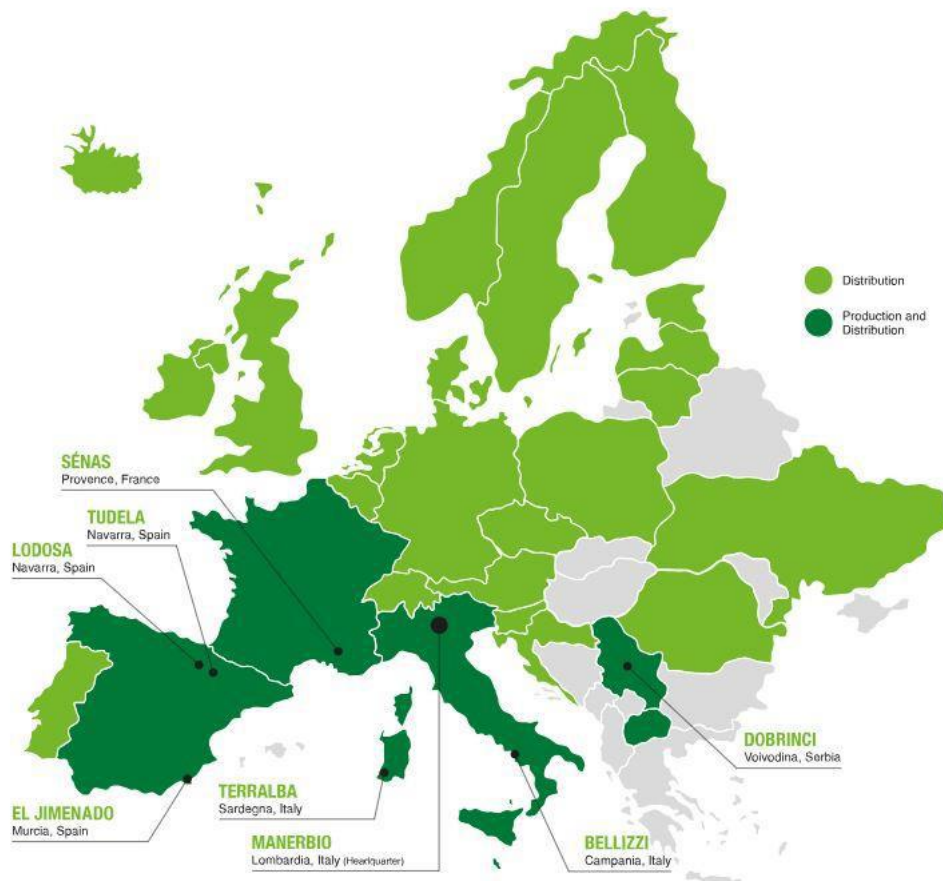 Distribution
Production and
Distribution
SÉNAS
Provence, France
TUDELA
Navarra, Spain
LODOSA
Navarra, Spain
EL JIMENADO
Murcia, Spain
TERRALBA
Sardegna, Italy
MANERBIO
Lombardia, Italy (Hearlquarter)
BELLIZZI
Campania, Italy
DOBRINCI
Voivodina, Serbia